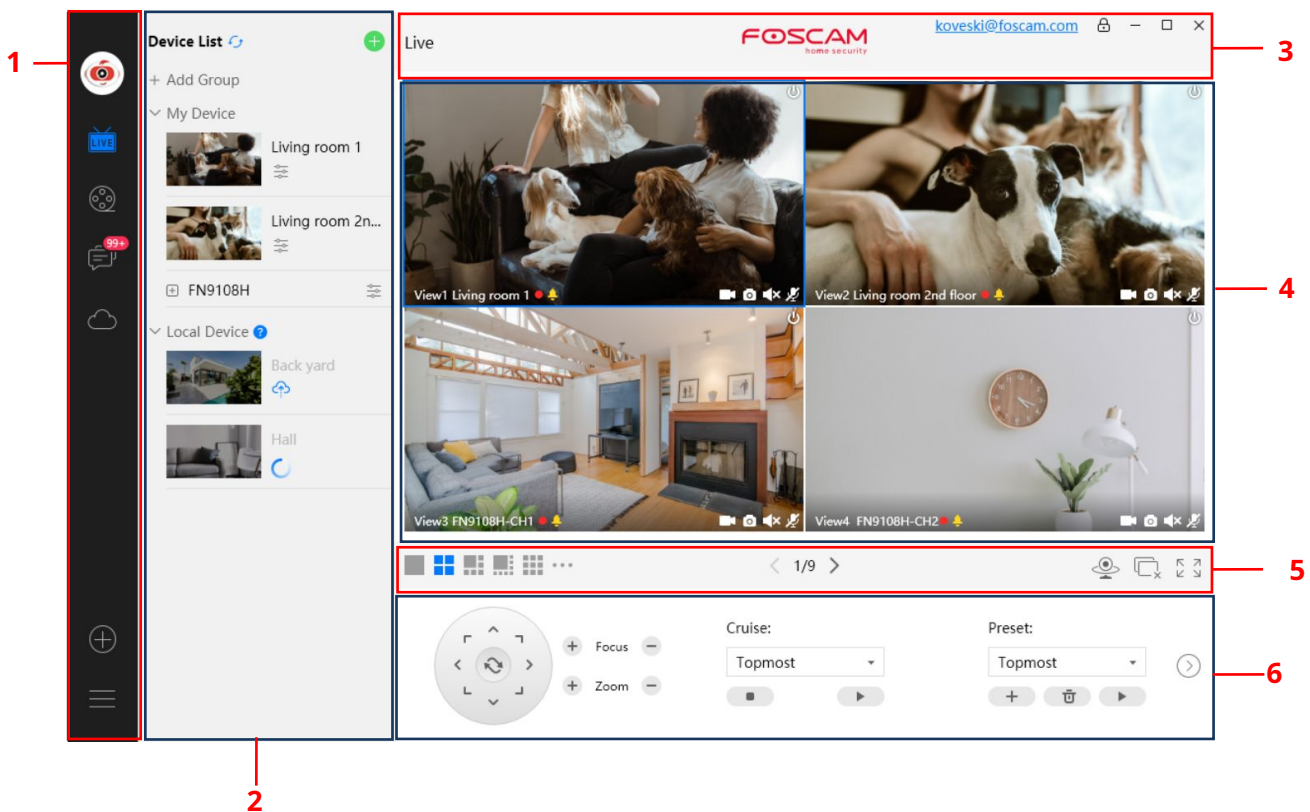 1
LIVE
99+
Device List
+ Add Group
My Device
Living room 1
Living room 2n...
FN9108H
Local Device ?
Back yard
Hall
2
Live
FOSCAM
home security
koveski@foscam.com
3
View1 Living room 1
View2 Living room 2nd floor
View3 FN9108H-CH1
View4 FN9108H-CH2
4
1/9
5
Focus
Zoom
Cruise:
Topmost
Preset:
Topmost
6